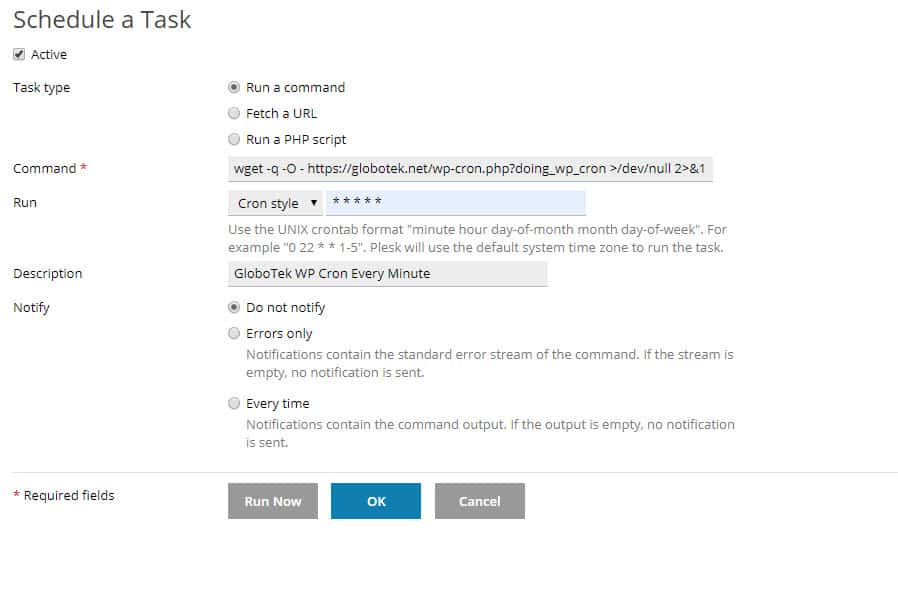 Schedule a Task
Active
Task type
Run a command
Fetch a URL
Run a PHP script
Command *
wget -q -O - https://globotek.net/wp-cron.php?doing_wp_cron >/dev/null 2>&1
Run
Cron style
* * * * *
Use the UNIX crontab format "minute hour day-of-month month day-of-week". For
example "0 22 * * 1-5". Plesk will use the default system time zone to run the task.
Description
GloboTek WP Cron Every Minute
Notify
Do not notify
Errors only
Notifications contain the standard error stream of the command. If the stream is
empty, no notification is sent.
Every time
Notifications contain the command output. If the output is empty, no notification
is sent.
* Required fields
Run Now
OK
Cancel